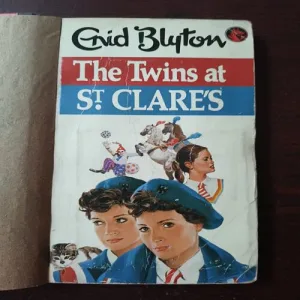 Enid Blyton
The Twins at
ST. CLARE'S